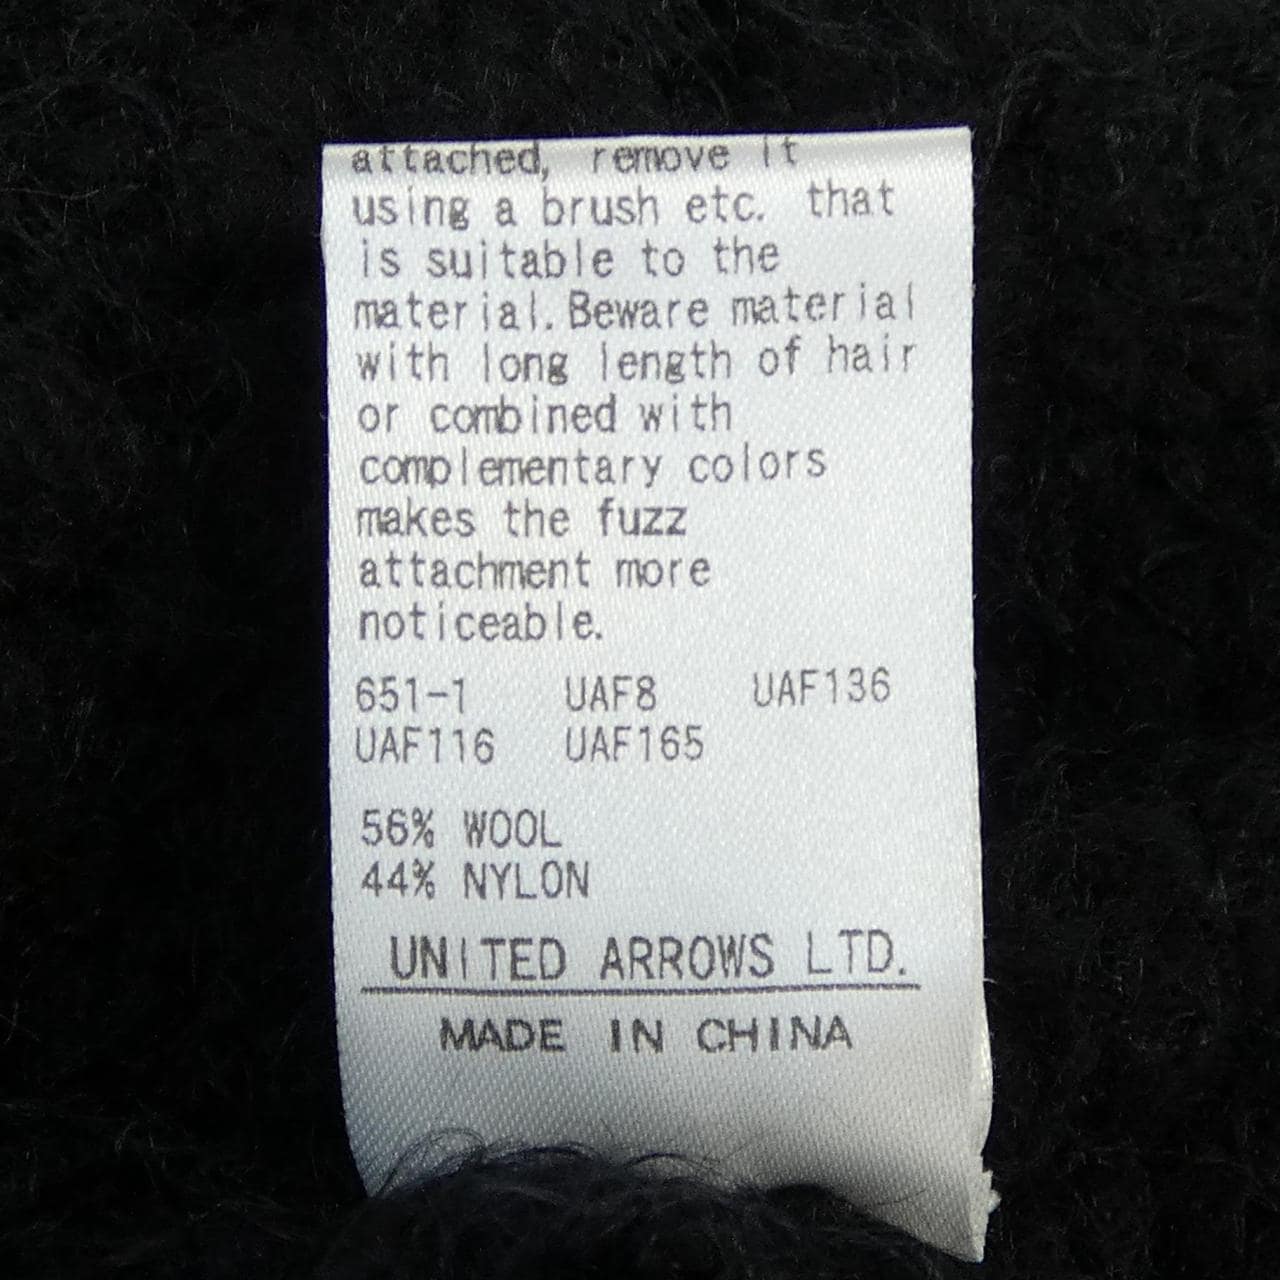 attached, remove it
using a brush etc. that
is suitable to the
material. Beware material
with long length of hair
or combined with
complementary colors
makes the fuzz
attachment more
noticeable.
651-1 UAF8 UAF136
UAF116 UAF165
56% WOOL
44% NYLON
UNITED ARROWS LTD.
MADE IN CHINA